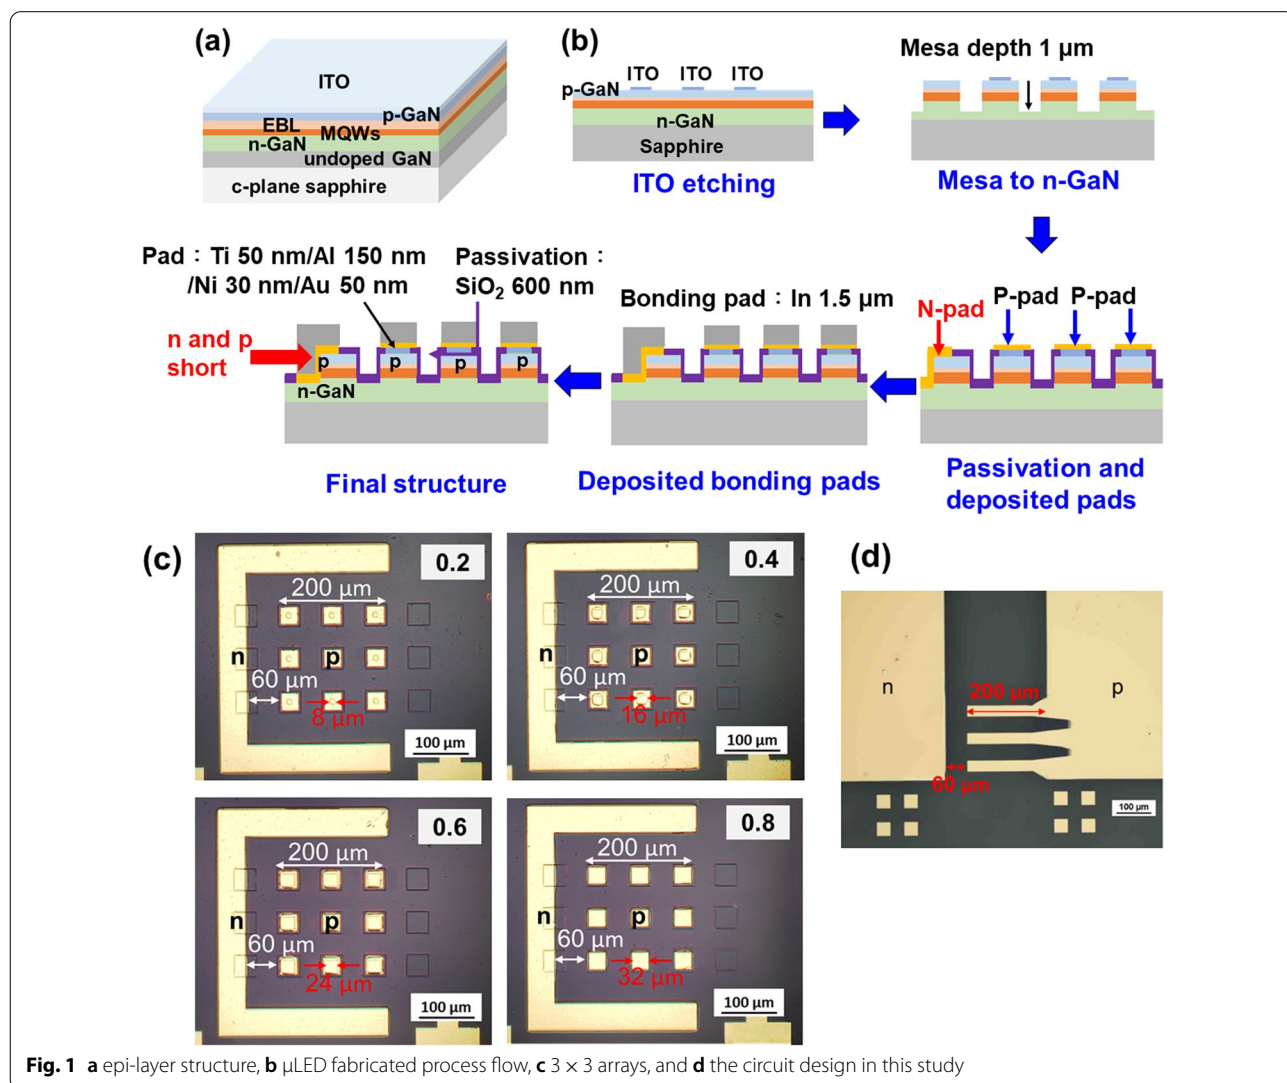 (a)
ITO
p-GaN
EBL
MQWs
n-GaN
undoped GaN
c-plane sapphire
(b)
ITO ITO ITO
p-GaN
n-GaN
Sapphire
ITO etching
Mesa depth 1 μm
Mesa to n-GaN
Pad : Ti 50 nm/Al 150 nm
/Ni 30 nm/Au 50 nm
Passivation :
SiO₂ 600 nm
n and p
short
p p p p
n-GaN
Final structure
Bonding pad : In 1.5 μm
Deposited bonding pads
N-pad
P-pad P-pad
Passivation and
deposited pads
(c)
0.2
200 μm
n p
60 μm
8 μm
100 μm
0.4
200 μm
n p
60 μm
16 μm
100 μm
0.6
200 μm
n p
60 μm
24 μm
100 μm
0.8
200 μm
n p
60 μm
32 μm
100 μm
(d)
n p
200 μm
60 μm
100 μm
Fig. 1 a epi-layer structure, b μLED fabricated process flow, c 3 × 3 arrays, and d the circuit design in this study